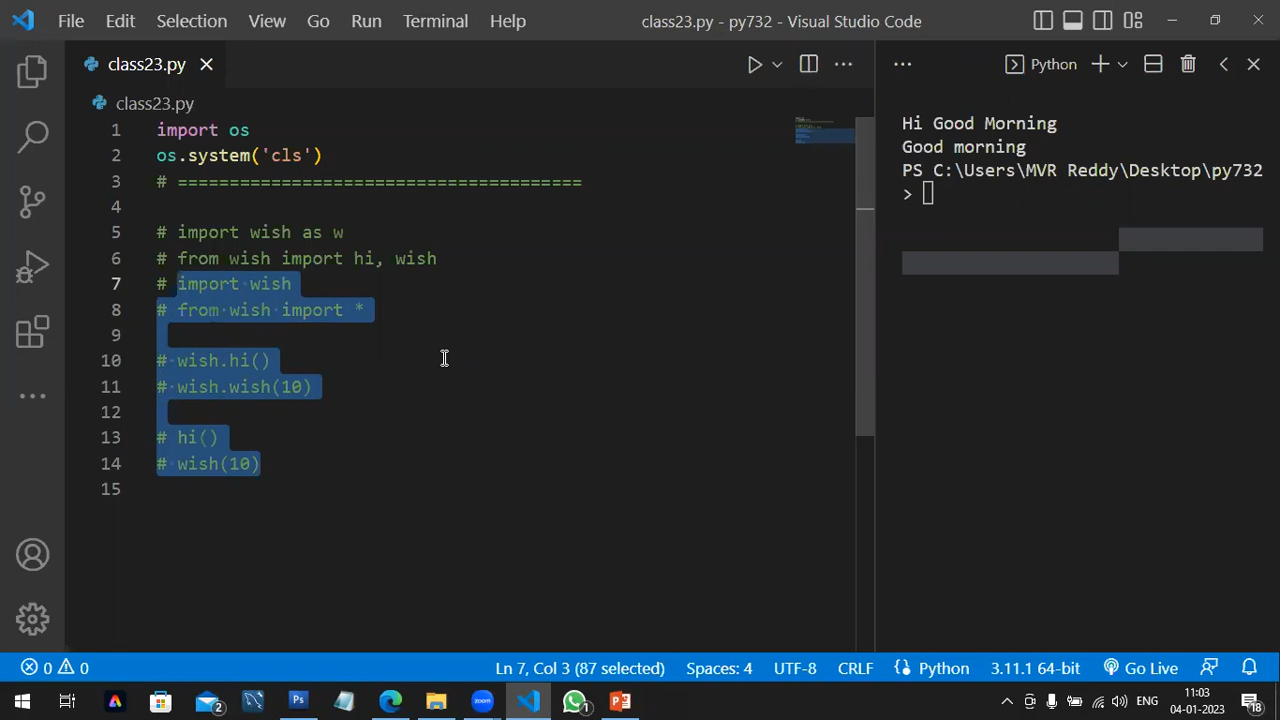 File Edit Selection View Go Run Terminal Help class23.py - py732 - Visual Studio Code
class23.py
Python
class23.py
1 import os
2 os.system('cls')
3 # =======================================
4
5 # import wish as w
6 # from wish import hi, wish
7 # import wish
8 # from wish import *
9
10 # wish.hi()
11 # wish.wish(10)
12
13 # hi()
14 # wish(10)
15
Hi Good Morning
Good morning
PS C:\Users\MVR Reddy\Desktop\py732
>
0 0 Ln 7, Col 3 (87 selected) Spaces: 4 UTF-8 CRLF Python 3.11.1 64-bit Go Live
2 Ps zoom 1 ENG 11:03
04-01-2023 18